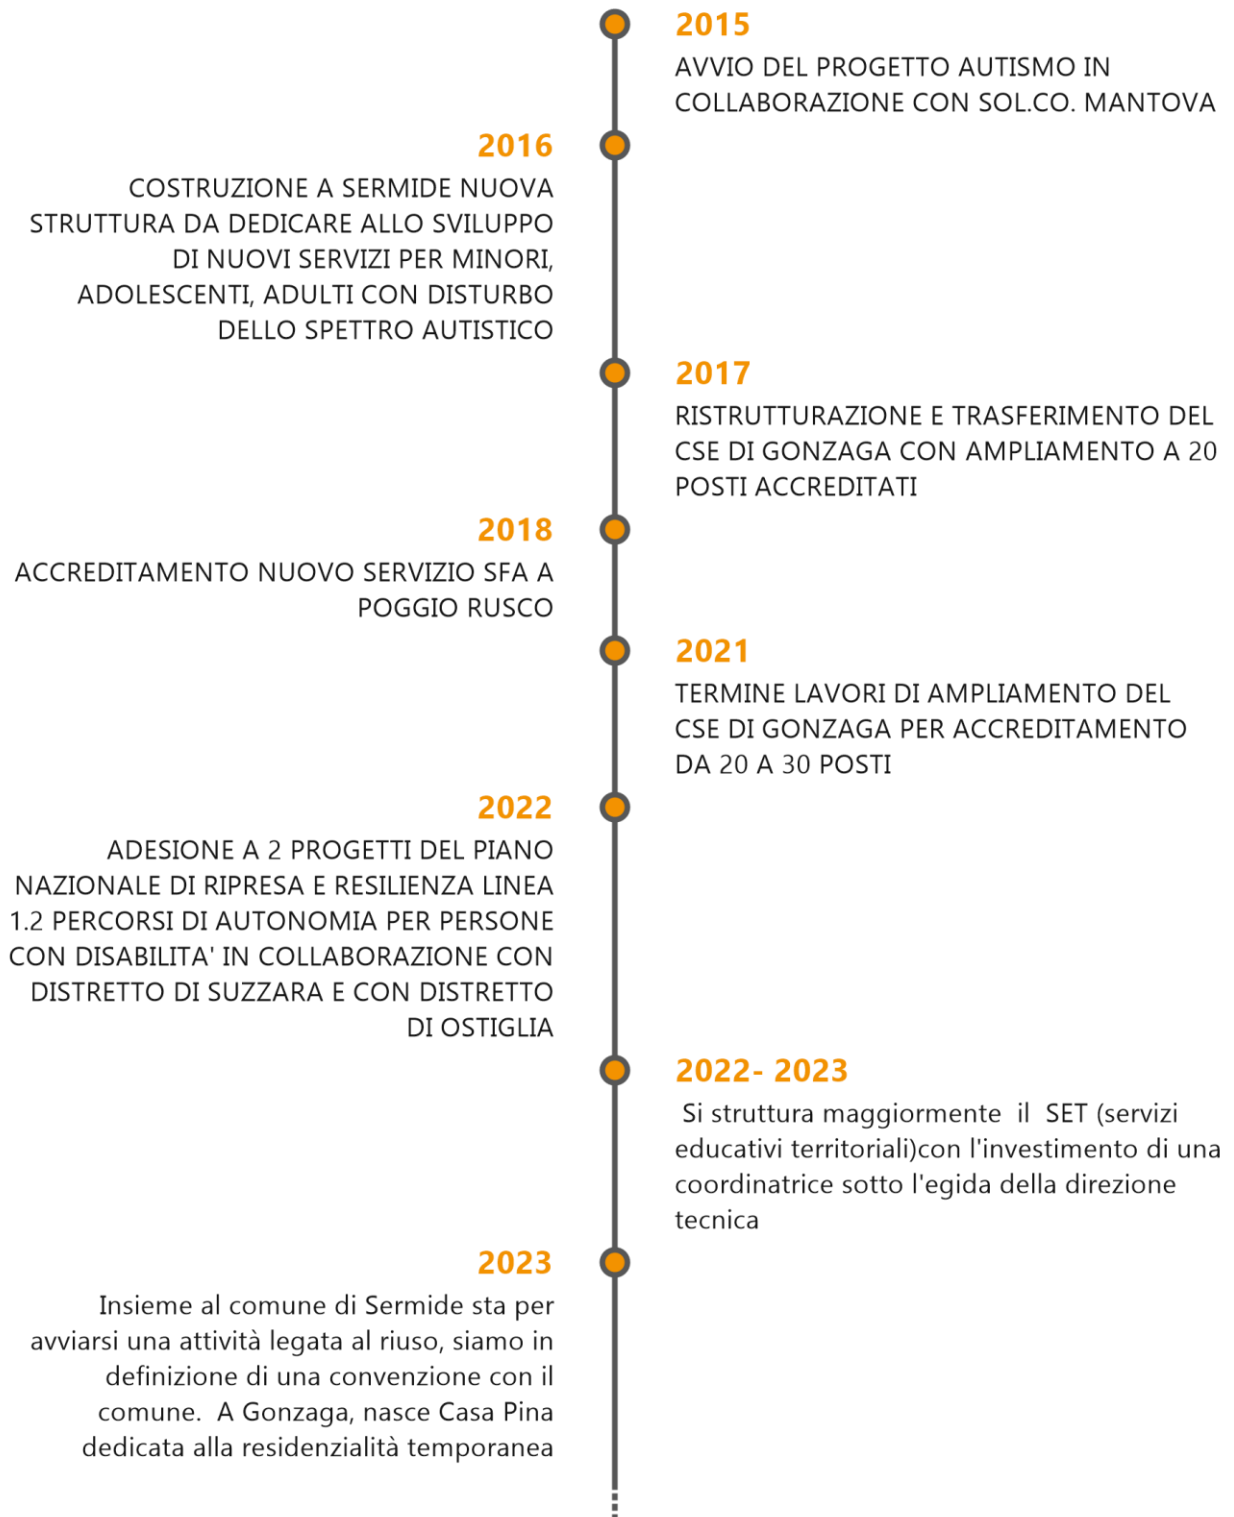 2015
AVVIO DEL PROGETTO AUTISMO IN
COLLABORAZIONE CON SOL.CO. MANTOVA
2016
COSTRUZIONE A SERMIDE NUOVA
STRUTTURA DA DEDICARE ALLO SVILUPPO
DI NUOVI SERVIZI PER MINORI,
ADOLESCENTI, ADULTI CON DISTURBO
DELLO SPETTRO AUTISTICO
2017
RISTRUTTURAZIONE E TRASFERIMENTO DEL
CSE DI GONZAGA CON AMPLIAMENTO A 20
POSTI ACCREDITATI
2018
ACCREDITAMENTO NUOVO SERVIZIO SFA A
POGGIO RUSCO
2021
TERMINE LAVORI DI AMPLIAMENTO DEL
CSE DI GONZAGA PER ACCREDITAMENTO
DA 20 A 30 POSTI
2022
ADESIONE A 2 PROGETTI DEL PIANO
NAZIONALE DI RIPRESA E RESILIENZA LINEA
1.2 PERCORSI DI AUTONOMIA PER PERSONE
CON DISABILITA' IN COLLABORAZIONE CON
DISTRETTO DI SUZZARA E CON DISTRETTO
DI OSTIGLIA
2022- 2023
Si struttura maggiormente  il  SET (servizi
educativi territoriali)con l'investimento di una
coordinatrice sotto l'egida della direzione
tecnica
2023
Insieme al comune di Sermide sta per
avviarsi una attività legata al riuso, siamo in
definizione di una convenzione con il
comune.  A Gonzaga, nasce Casa Pina
dedicata alla residenzialità temporanea